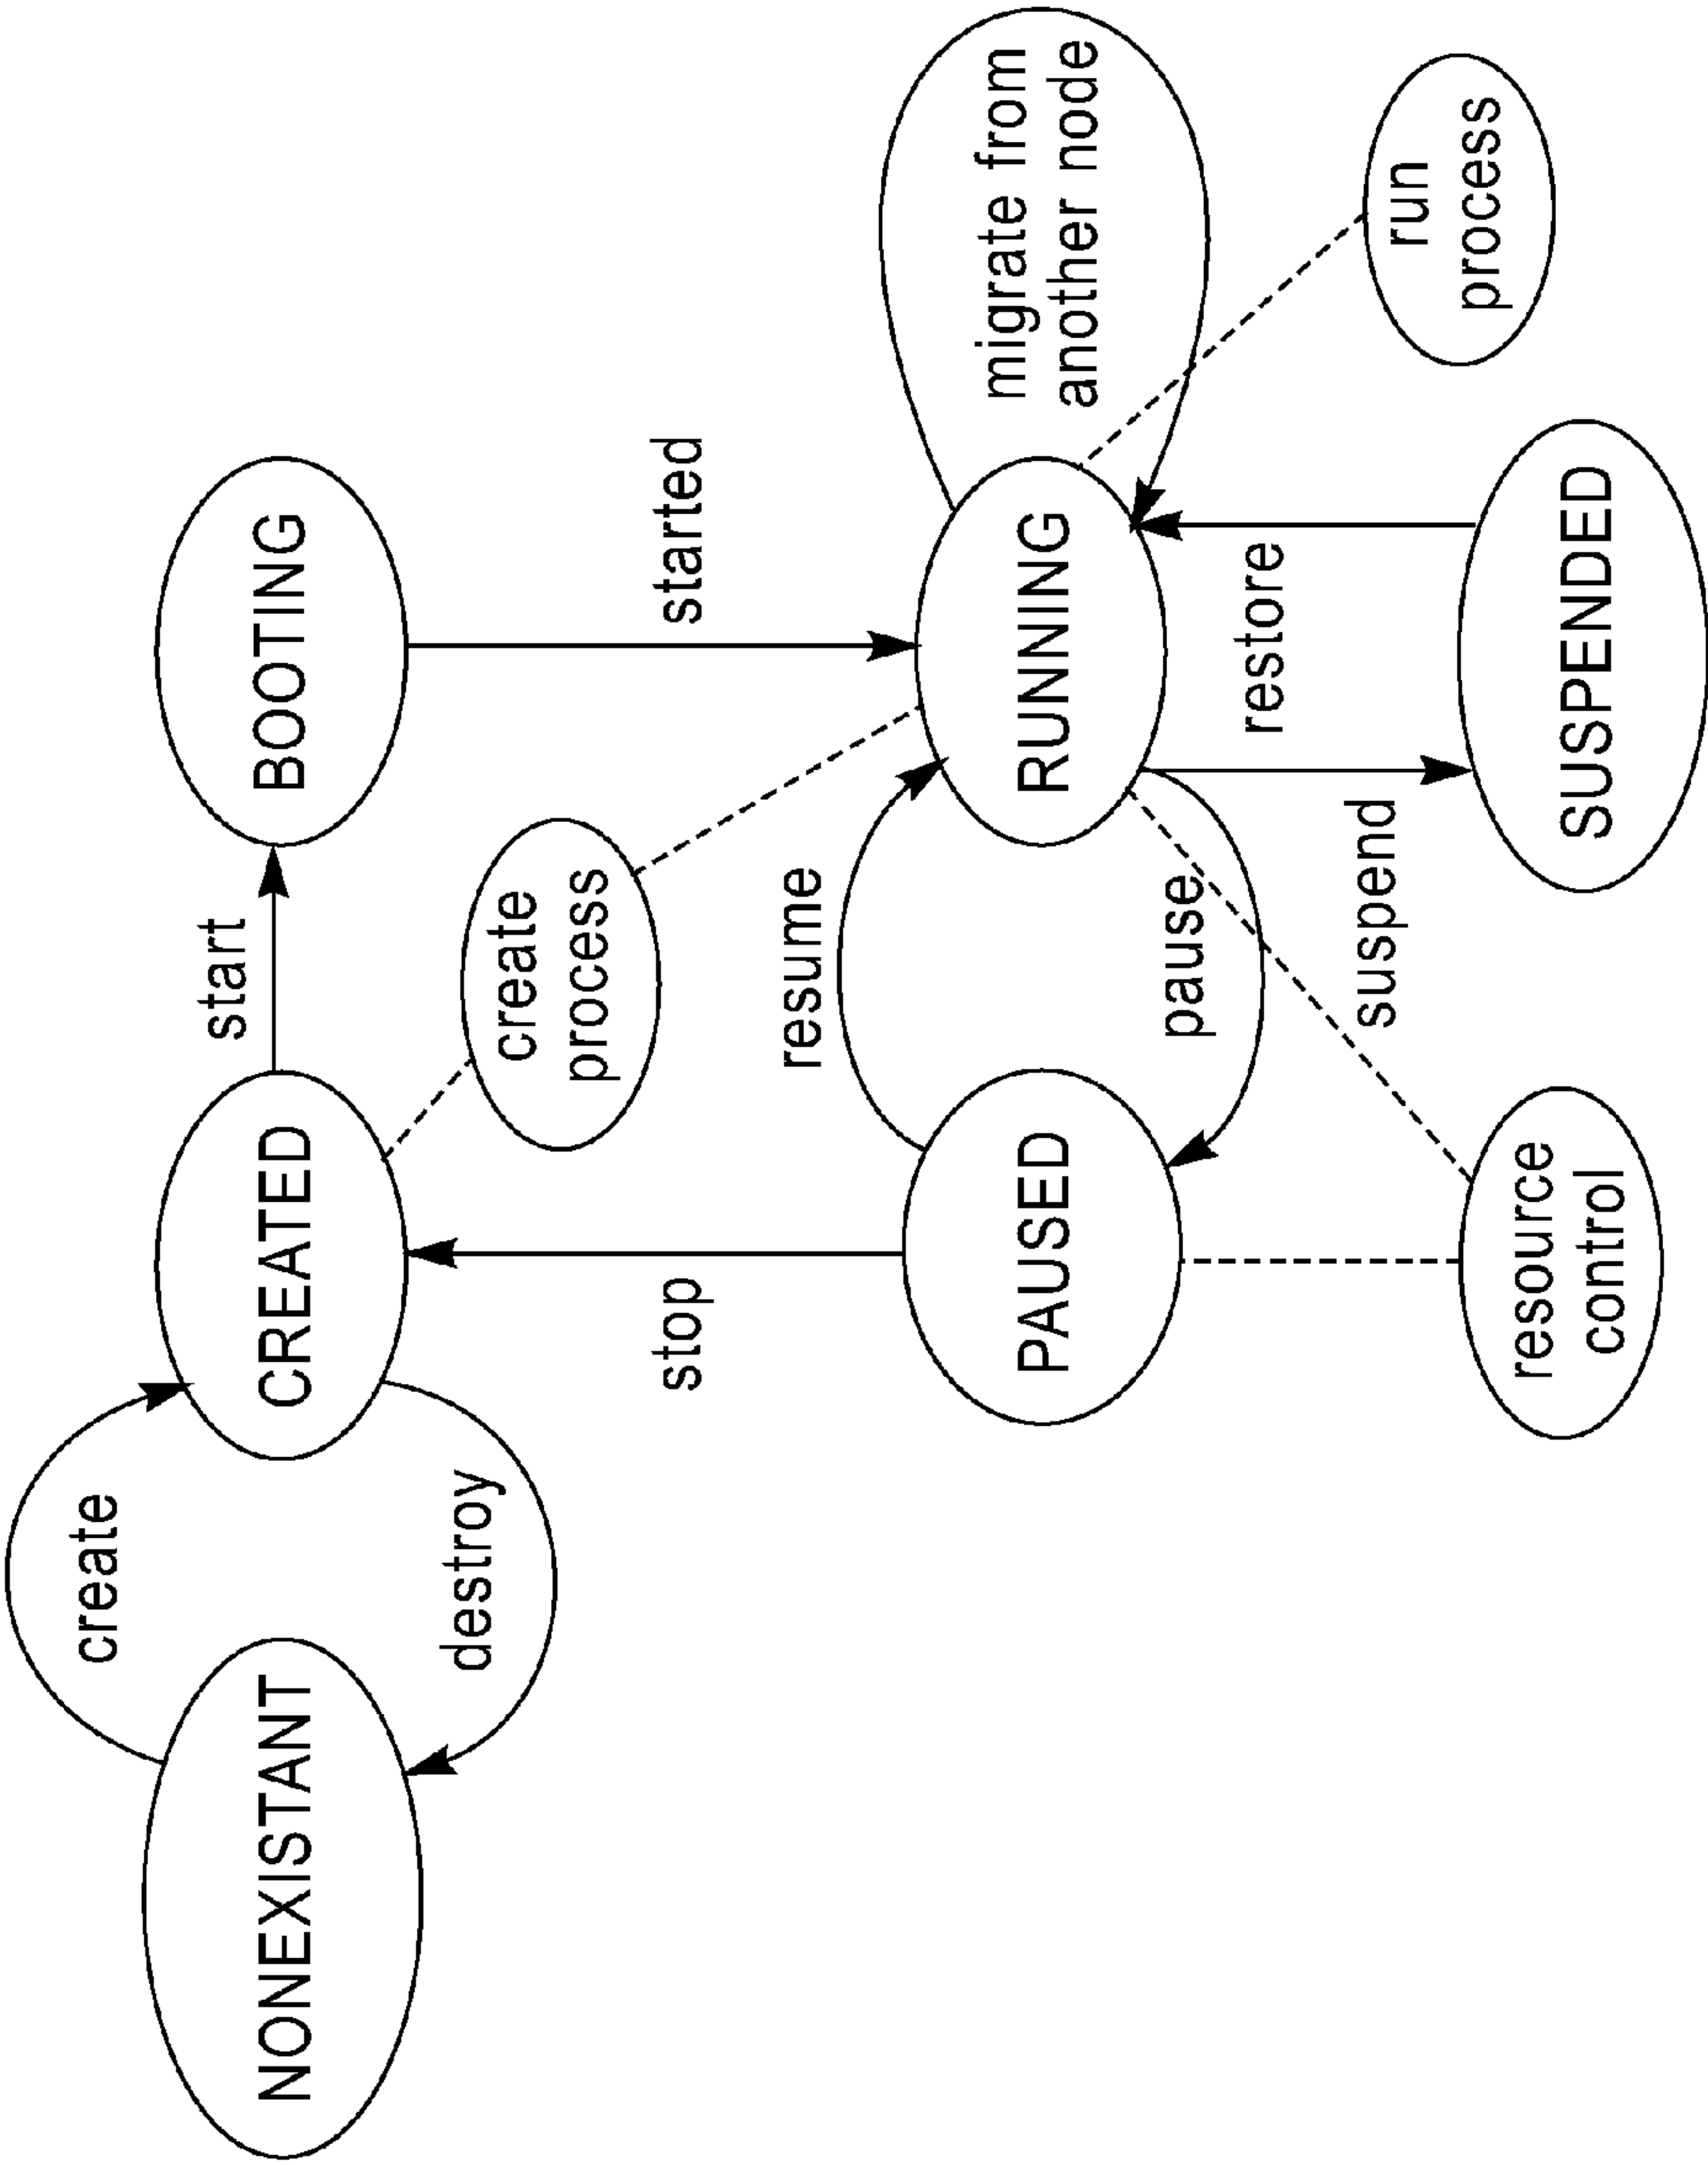 create
NONEXISTANT
CREATED
start
BOOTING
destroy
create
process
stop
started
resume
PAUSED
RUNNING
migrate from
another node
pause
restore
suspend
run
process
resource
control
SUSPENDED